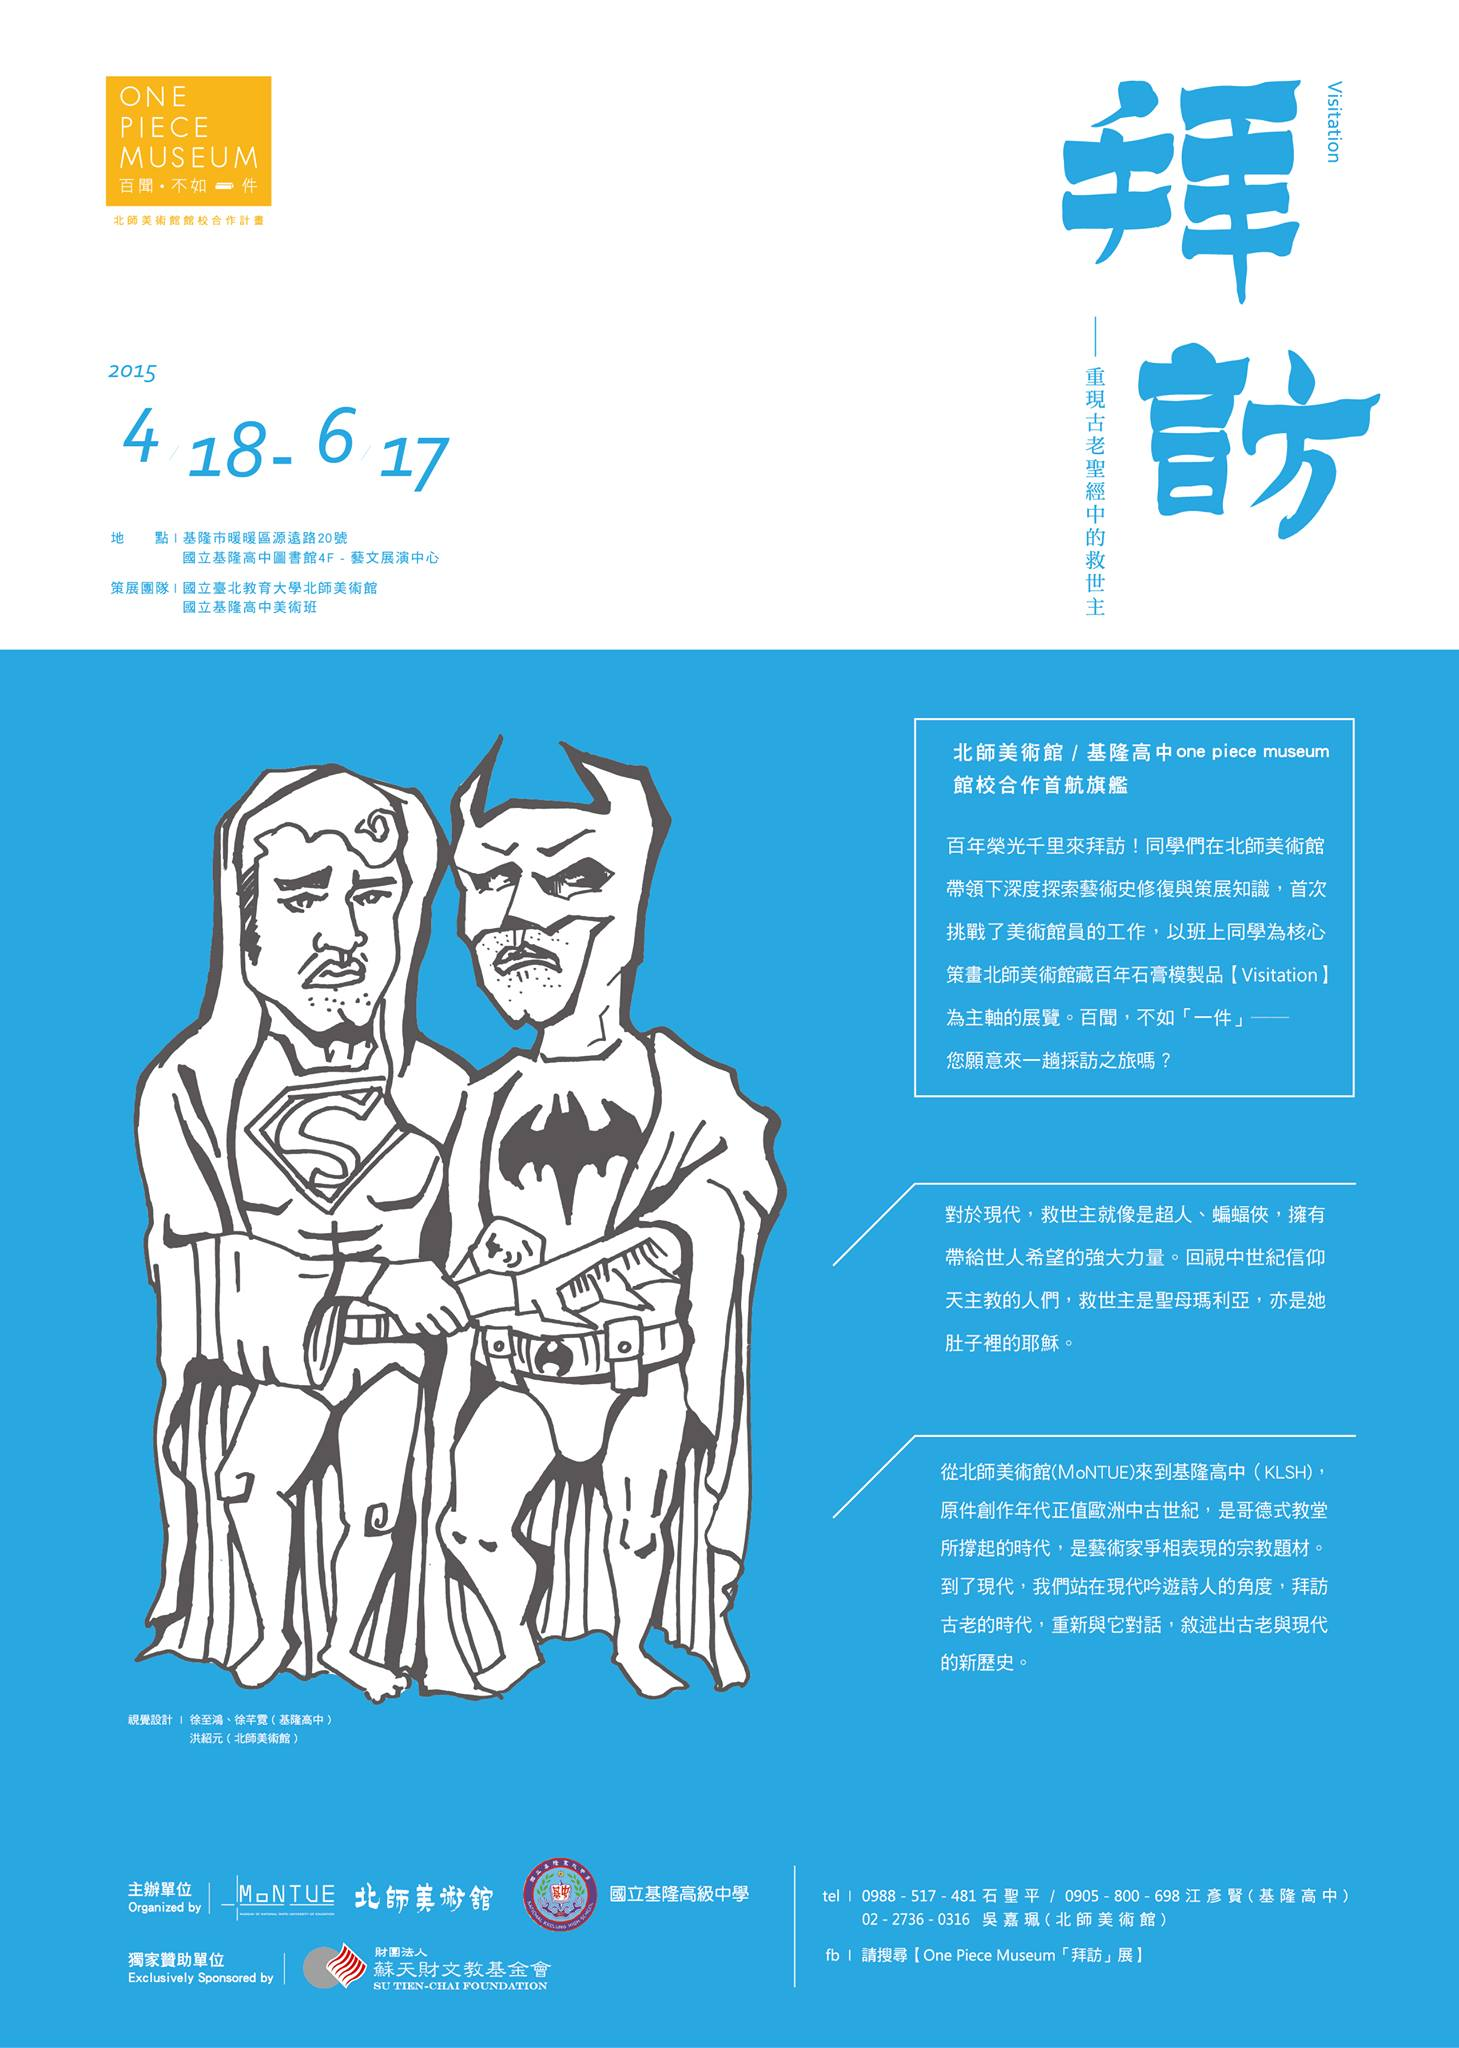 ONE
PIECE
MUSEUM
百聞・不如一件
北師美術館館校合作計畫
Visitation
拜訪
——重現古老聖經中的救世主
2015
4/18-6/17
地 點 | 基隆市暖暖區源遠路20號
國立基隆高中圖書館4F - 藝文展演中心
策展團隊 | 國立臺北教育大學北師美術館
國立基隆高中美術班
北師美術館 / 基隆高中one piece museum
館校合作首航旗艦
百年榮光千里來拜訪！同學們在北師美術館
帶領下深度探索藝術史修復與策展知識，首次
挑戰了美術館員的工作，以班上同學為核心
策畫北師美術館藏百年石膏模製品【Visitation】
為主軸的展覽。百聞，不如「一件」——
您願意來一趟採訪之旅嗎？
S
對於現代，救世主就像是超人、蝙蝠俠，擁有
帶給世人希望的強大力量。回視中世紀信仰
天主教的人們，救世主是聖母瑪利亞，亦是她
肚子裡的耶穌。
從北師美術館(MoNTUE)來到基隆高中（KLSH)，
原件創作年代正值歐洲中古世紀，是哥德式教堂
所撐起的時代，是藝術家爭相表現的宗教題材。
到了現代，我們站在現代吟遊詩人的角度，拜訪
古老的時代，重新與它對話，敘述出古老與現代
的新歷史。
視覺設計 | 徐至鴻、徐芊霓（基隆高中）
洪紹元（北師美術館）
主辦單位
Organized by
MoNTUE
北師美術館
國立基隆高級中學
獨家贊助單位
Exclusively Sponsored by
財團法人
蘇天財文教基金會
SU TIEN-CHAI FOUNDATION
tel | 0988 - 517 - 481 石聖平 / 0905 - 800 - 698 江彥賢（基隆高中）
02 - 2736 - 0316 吳嘉珮（北師美術館）
fb | 請搜尋【One Piece Museum「拜訪」展】